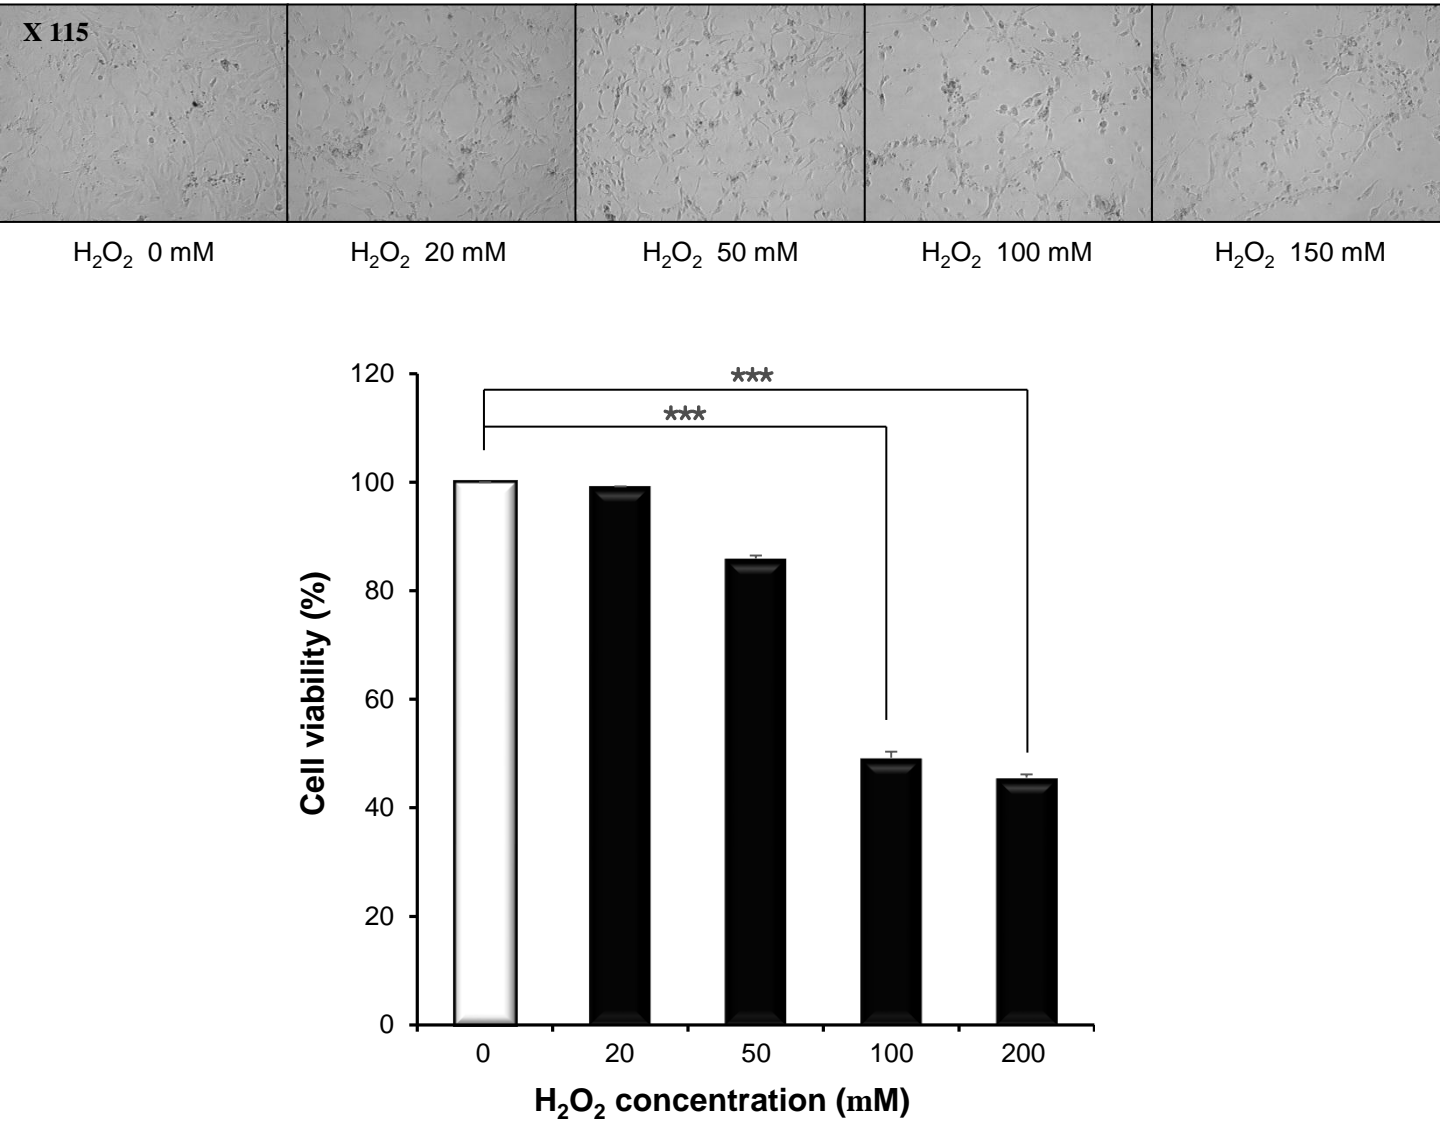 X 115
H₂O₂ 0 mM
H₂O₂ 20 mM
H₂O₂ 50 mM
H₂O₂ 100 mM
H₂O₂ 150 mM
120
***
***
100
80
60
40
20
0
Cell viability (%)
0
20
50
100
200
H₂O₂ concentration (mM)